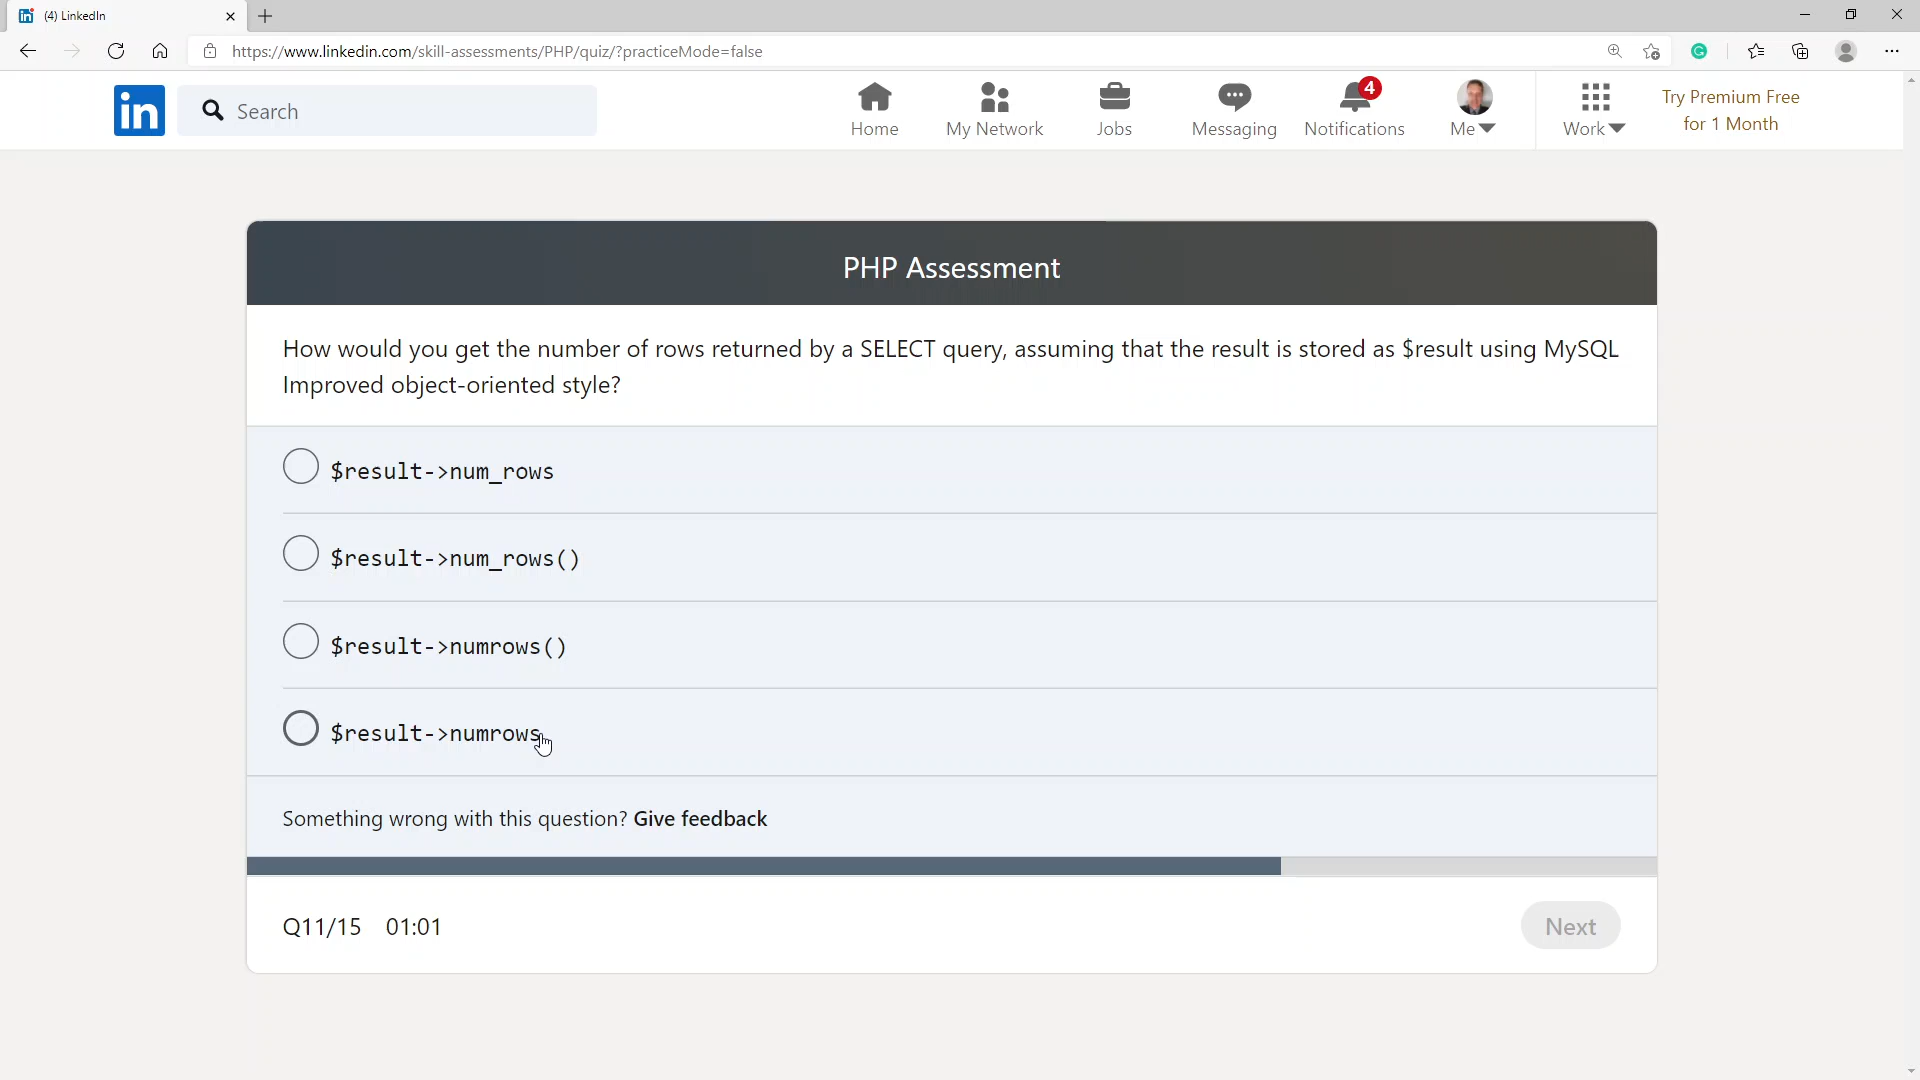 (4) LinkedIn
https://www.linkedin.com/skill-assessments/PHP/quiz/?practiceMode=false
in
Search
Home
My Network
Jobs
Messaging
4
Notifications
Me
Work
Try Premium Free
for 1 Month
PHP Assessment
How would you get the number of rows returned by a SELECT query, assuming that the result is stored as $result using MySQL
Improved object-oriented style?
$result->num_rows
$result->num_rows()
$result->numrows()
$result->numrows
Something wrong with this question? Give feedback
Q11/15 01:01
Next